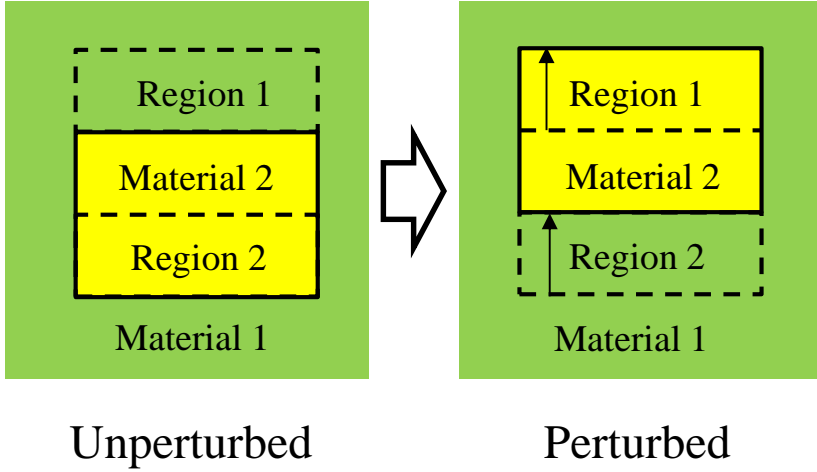 Region 1
Material 2
Region 2
Material 1
Unperturbed
Region 1
Material 2
Region 2
Material 1
Perturbed